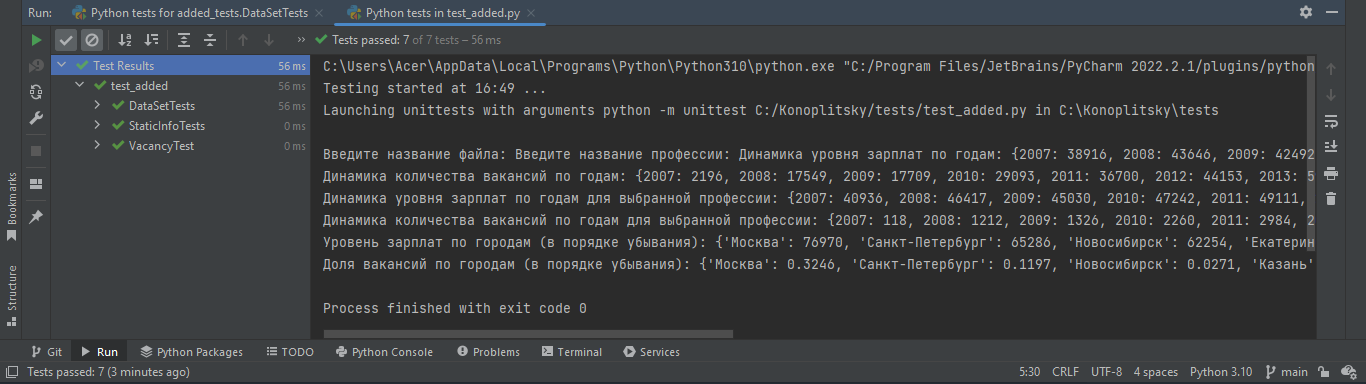 Run: Python tests for added_tests.DataSetTests × Python tests in test_added.py ×
Tests passed: 7 of 7 tests – 56 ms
Test Results 56 ms
test_added 56 ms
DataSetTests 56 ms
StaticInfoTests 0 ms
VacancyTest 0 ms
C:\Users\Acer\AppData\Local\Programs\Python\Python310\python.exe "C:/Program Files/JetBrains/PyCharm 2022.2.1/plugins/python
Testing started at 16:49 ...
Launching unittests with arguments python -m unittest C:/Konoplitsky/tests/test_added.py in C:\Konoplitsky\tests
Введите название файла: Введите название профессии: Динамика уровня зарплат по годам: {2007: 38916, 2008: 43646, 2009: 42492
Динамика количества вакансий по годам: {2007: 2196, 2008: 17549, 2009: 17709, 2010: 29093, 2011: 36700, 2012: 44153, 2013: 5
Динамика уровня зарплат по годам для выбранной профессии: {2007: 40936, 2008: 46417, 2009: 45030, 2010: 47242, 2011: 49111,
Динамика количества вакансий по годам для выбранной профессии: {2007: 118, 2008: 1212, 2009: 1326, 2010: 2260, 2011: 2984, 2
Уровень зарплат по городам (в порядке убывания): {'Москва': 76970, 'Санкт-Петербург': 65286, 'Новосибирск': 62254, 'Екатерин
Доля вакансий по городам (в порядке убывания): {'Москва': 0.3246, 'Санкт-Петербург': 0.1197, 'Новосибирск': 0.0271, 'Казань'
Process finished with exit code 0
Bookmarks
Structure
Git Run Python Packages TODO Python Console Problems Terminal Services
Tests passed: 7 (3 minutes ago) 5:30 CRLF UTF-8 4 spaces Python 3.10 main